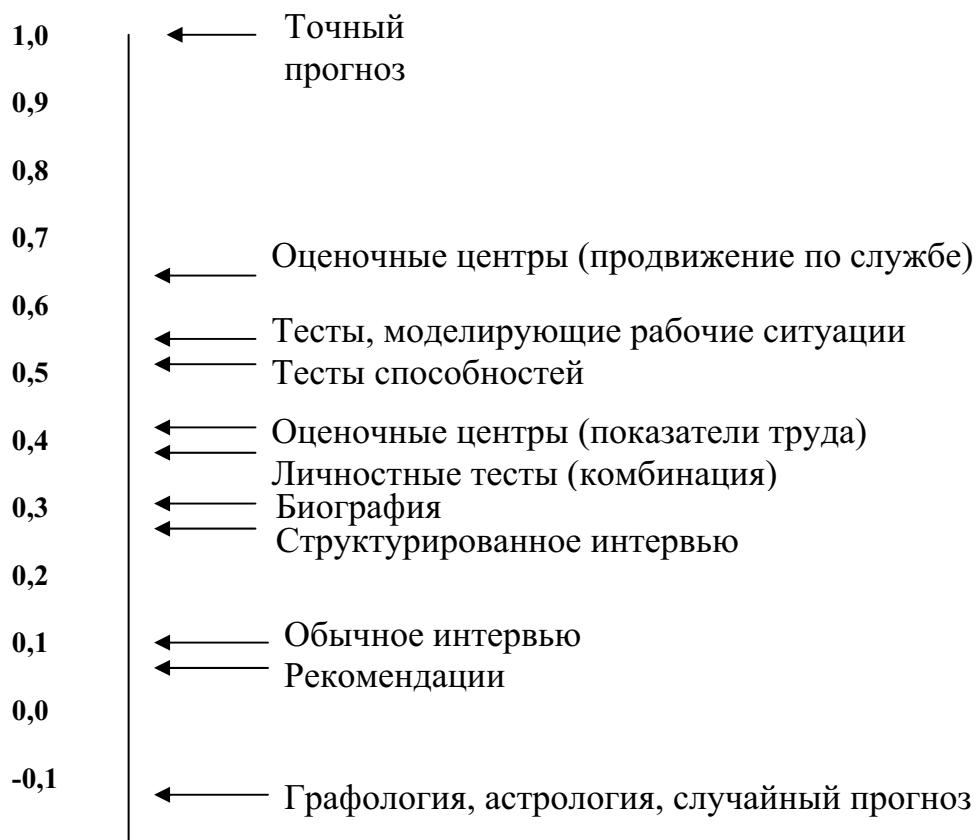 1,0
Точный
прогноз
0,9
0,8
0,7
Оценочные центры (продвижение по службе)
0,6
Тесты, моделирующие рабочие ситуации
0,5
Тесты способностей
0,4
Оценочные центры (показатели труда)
Личностные тесты (комбинация)
0,3
Биография
Структурированное интервью
0,2
0,1
Обычное интервью
Рекомендации
0,0
-0,1
Графология, астрология, случайный прогноз